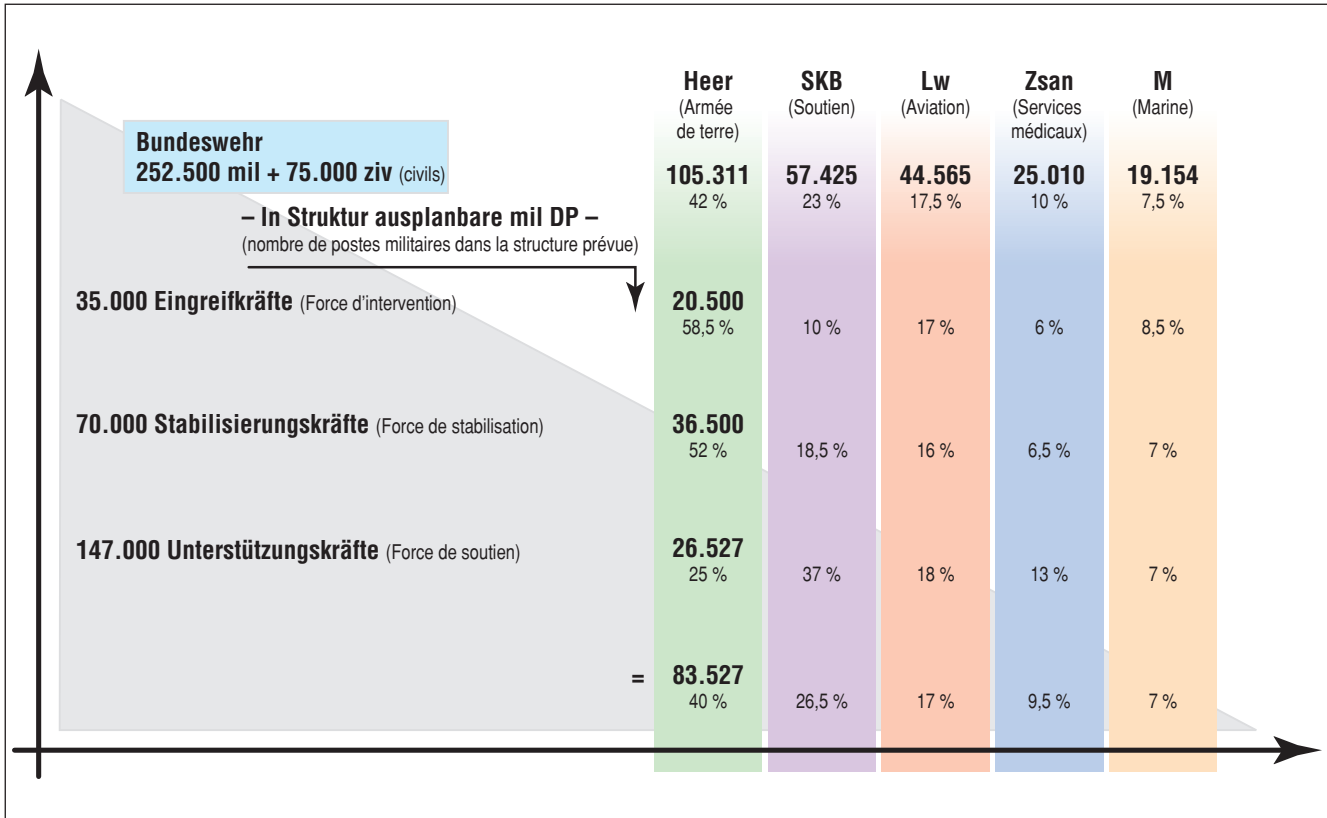 Heer SKB Lw Zsan M
(Armée (Soutien) (Aviation) (Services (Marine)
de terre) médicaux)
Bundeswehr
252.500 mil + 75.000 ziv (civils)
105.311 57.425 44.565 25.010 19.154
42 % 23 % 17,5 % 10 % 7,5 %
– In Struktur ausplanbare mil DP –
(nombre de postes militaires dans la structure prévue)
35.000 Eingreifkräfte (Force d'intervention) 20.500
58,5 % 10 % 17 % 6 % 8,5 %
70.000 Stabilisierungskräfte (Force de stabilisation) 36.500
52 % 18,5 % 16 % 6,5 % 7 %
147.000 Unterstützungskräfte (Force de soutien) 26.527
25 % 37 % 18 % 13 % 7 %
= 83.527
40 % 26,5 % 17 % 9,5 % 7 %